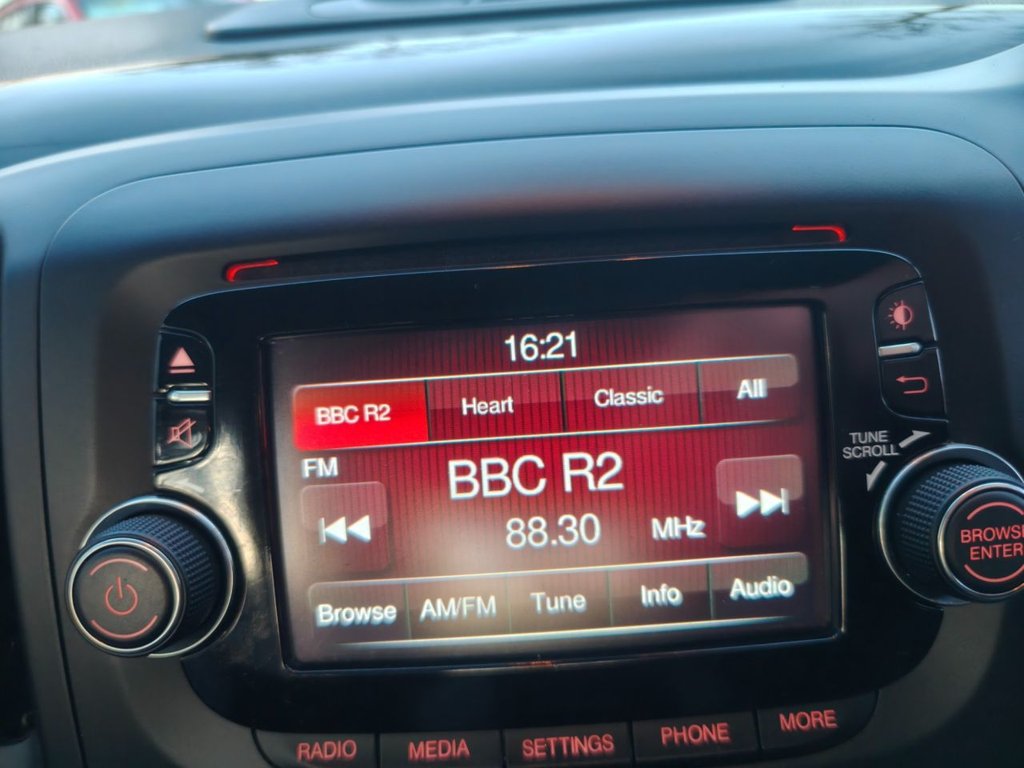 16:21
BBC R2 Heart Classic All
FM
BBC R2
88.30 MHz
Browse AM/FM Tune Info Audio
TUNE
SCROLL
BROWSE
ENTER
RADIO MEDIA SETTINGS PHONE MORE